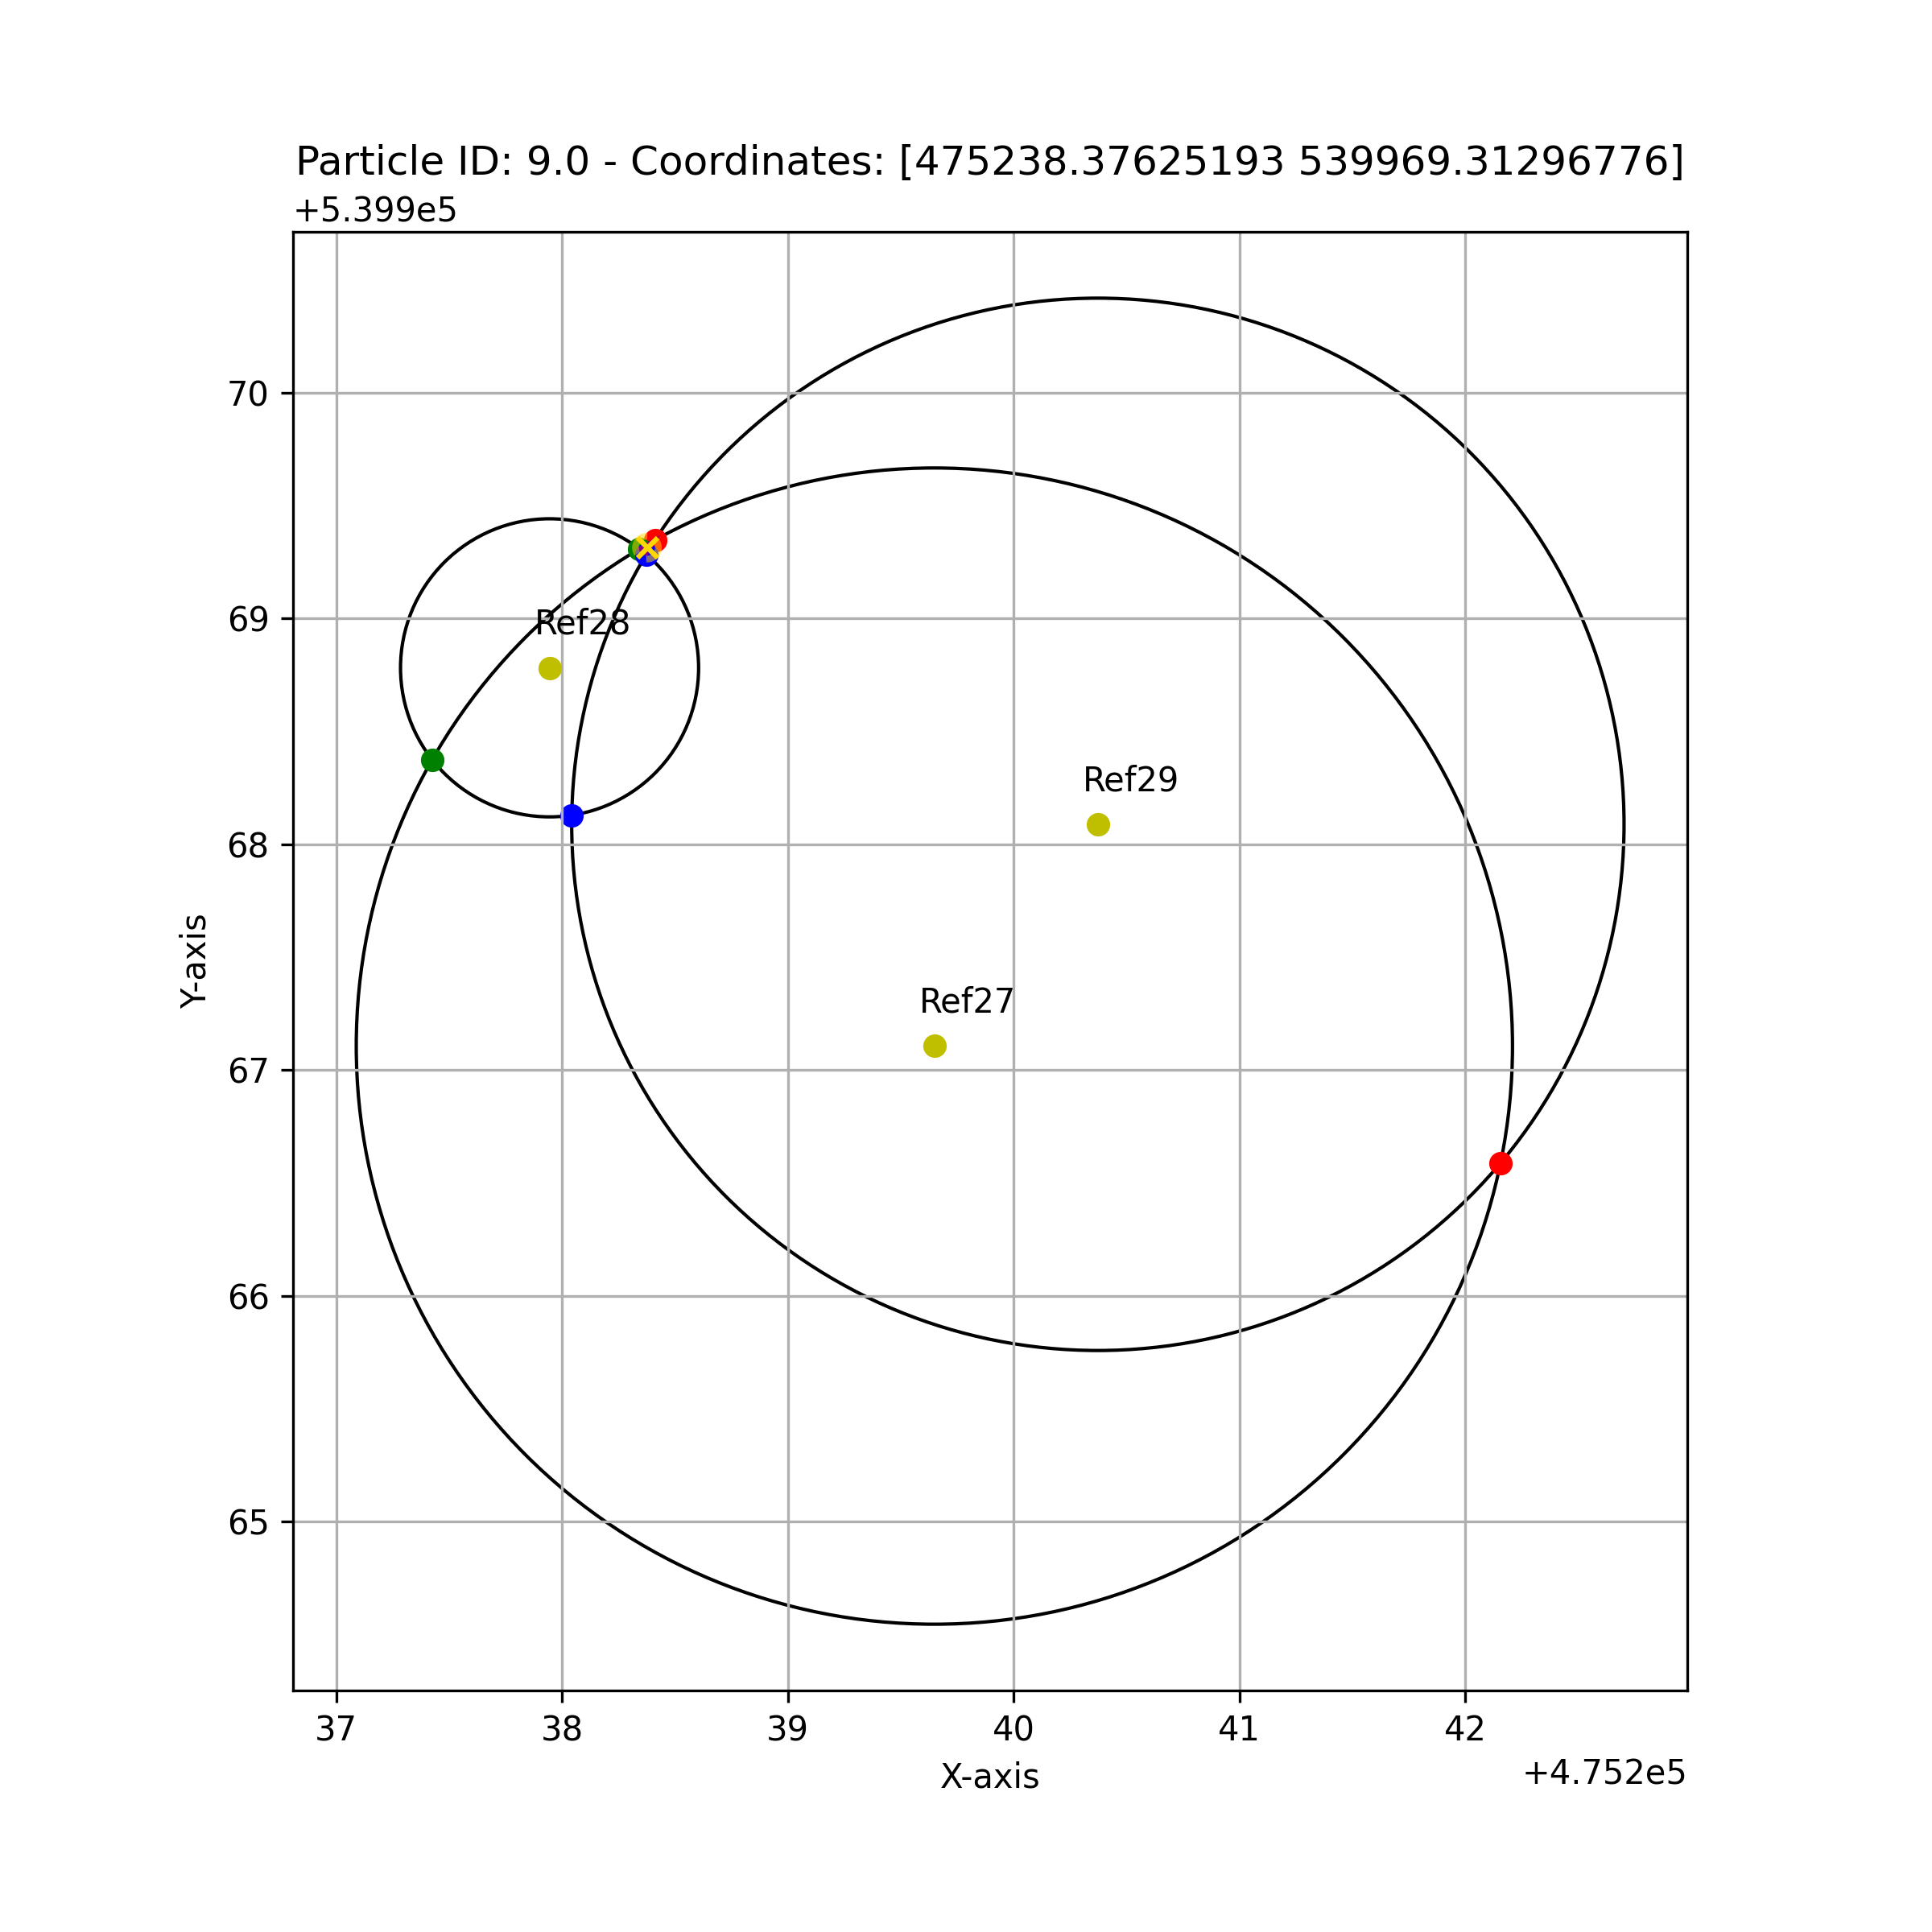 Particle ID: 9.0 - Coordinates: [475238.37625193 539969.31296776]
+5.399e5
70
69
68
67
66
65
Y-axis
Ref28
Ref29
Ref27
37 38 39 40 41 42
X-axis
+4.752e5